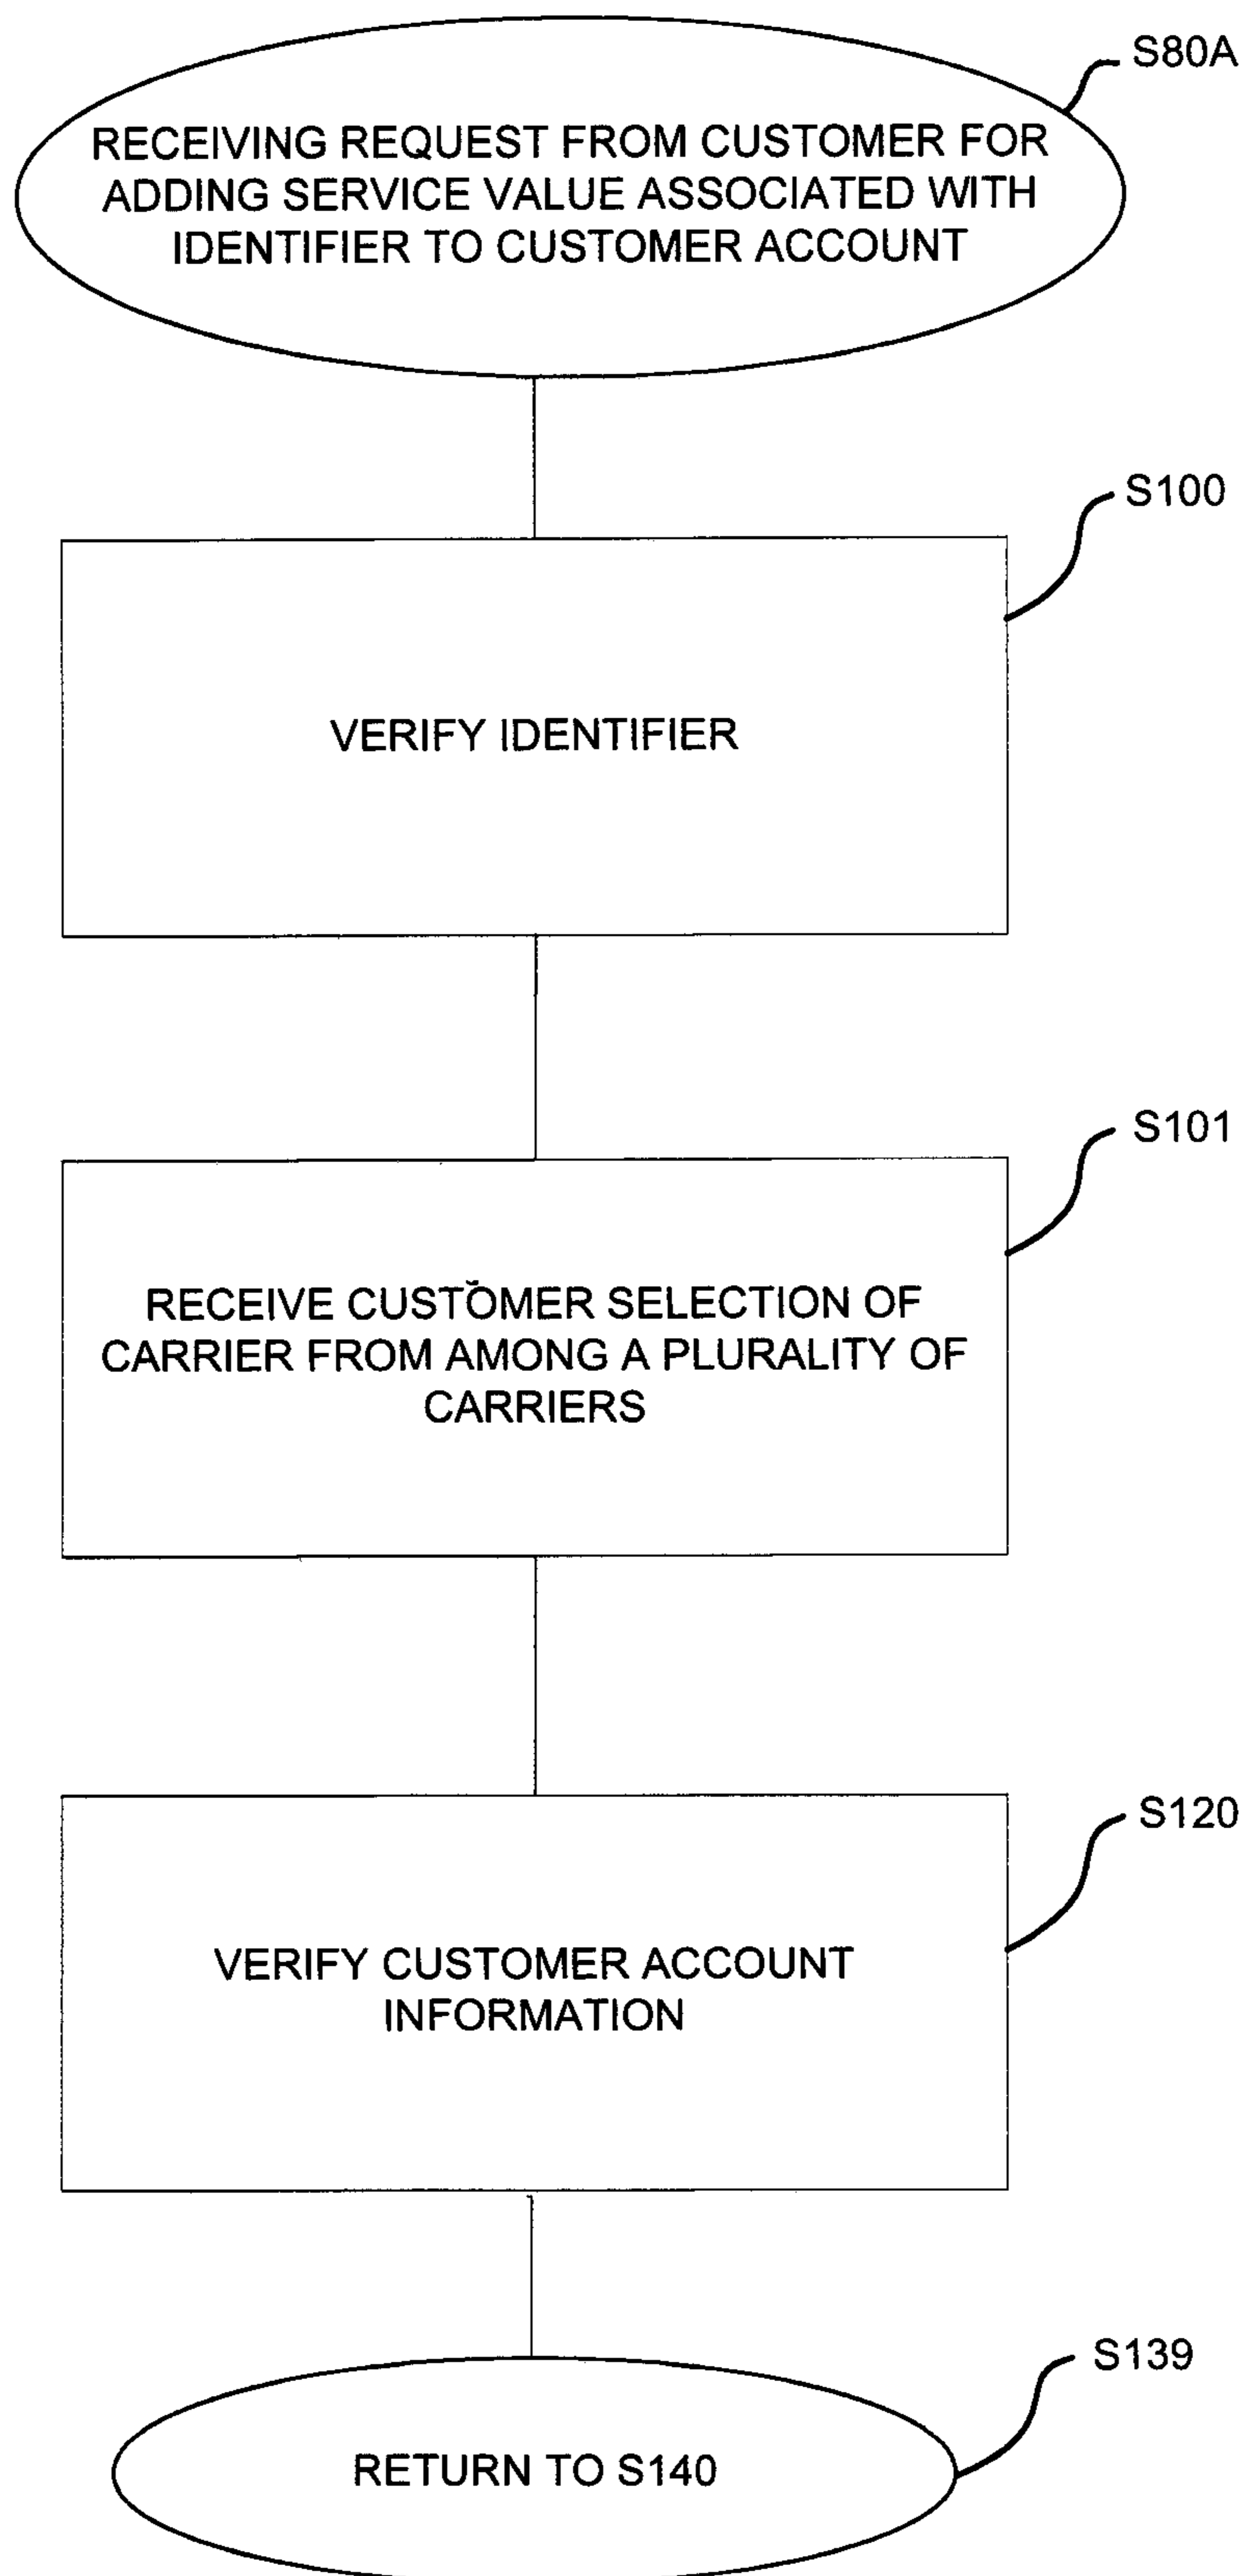 S80A
RECEIVING REQUEST FROM CUSTOMER FOR
ADDING SERVICE VALUE ASSOCIATED WITH
IDENTIFIER TO CUSTOMER ACCOUNT
S100
VERIFY IDENTIFIER
S101
RECEIVE CUSTOMER SELECTION OF
CARRIER FROM AMONG A PLURALITY OF
CARRIERS
S120
VERIFY CUSTOMER ACCOUNT
INFORMATION
S139
RETURN TO S140